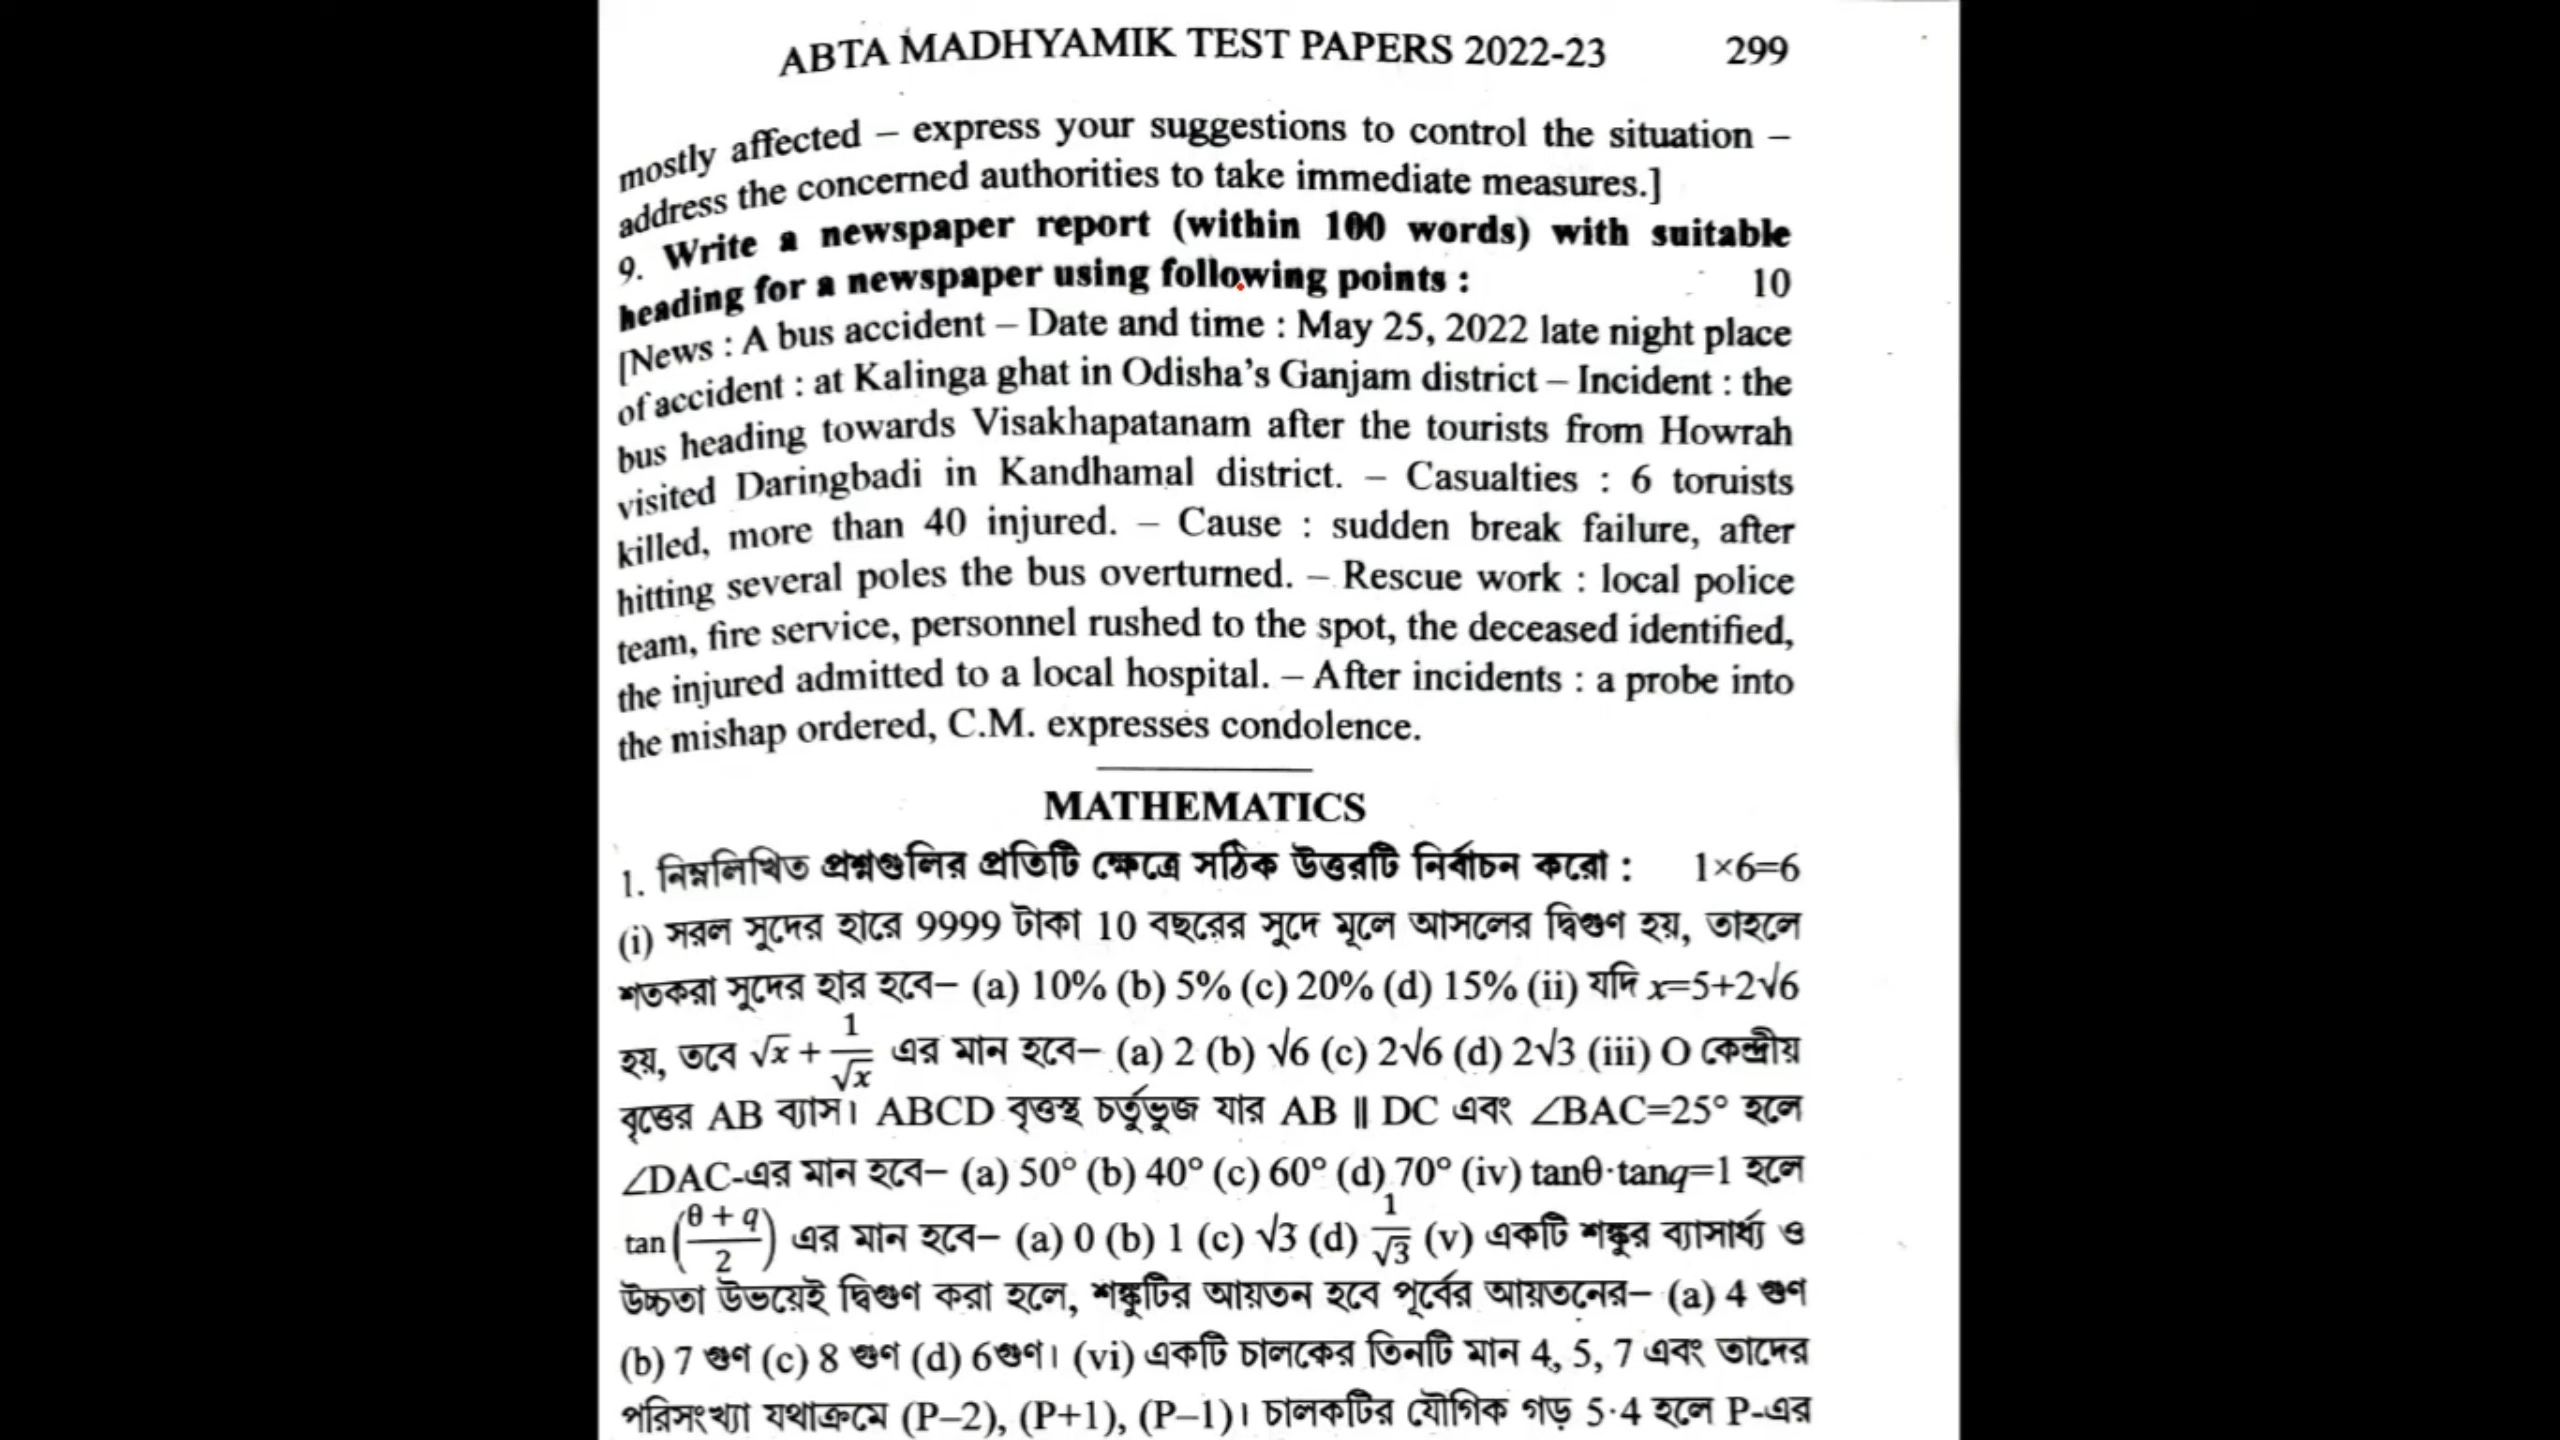 ABTA MADHYAMIK TEST PAPERS 2022-23 299
mostly affected – express your suggestions to control the situation –
address the concerned authorities to take immediate measures.]
9. Write a newspaper report (within 100 words) with suitable
heading for a newspaper using following points : 10
[News : A bus accident – Date and time : May 25, 2022 late night place
of accident : at Kalinga ghat in Odisha's Ganjam district – Incident : the
bus heading towards Visakhapatanam after the tourists from Howrah
visited Daringbadi in Kandhamal district. – Casualties : 6 toruists
killed, more than 40 injured. – Cause : sudden break failure, after
hitting several poles the bus overturned. – Rescue work : local police
team, fire service, personnel rushed to the spot, the deceased identified,
the injured admitted to a local hospital. – After incidents : a probe into
the mishap ordered, C.M. expresses condolence.
MATHEMATICS
1. নিম্নলিখিত প্রশ্নগুলির প্রতিটি ক্ষেত্রে সঠিক উত্তরটি নির্বাচন করো : 1×6=6
(i) সরল সুদের হারে 9999 টাকা 10 বছরের সুদে মূলে আসলের দ্বিগুণ হয়, তাহলে
শতকরা সুদের হার হবে– (a) 10% (b) 5% (c) 20% (d) 15% (ii) যদি x=5+2√6
হয়, তবে √x + 1/√x এর মান হবে– (a) 2 (b) √6 (c) 2√6 (d) 2√3 (iii) O কেন্দ্রীয়
বৃত্তের AB ব্যাস। ABCD বৃত্তস্থ চর্তুভুজ যার AB || DC এবং ∠BAC=25° হলে
∠DAC-এর মান হবে– (a) 50° (b) 40° (c) 60° (d) 70° (iv) tanθ·tanq=1 হলে
tan((θ + q)/2) এর মান হবে– (a) 0 (b) 1 (c) √3 (d) 1/√3 (v) একটি শঙ্কুর ব্যাসার্ধ্য ও
উচ্চতা উভয়েই দ্বিগুণ করা হলে, শঙ্কুটির আয়তন হবে পূর্বের আয়তনের– (a) 4 গুণ
(b) 7 গুণ (c) 8 গুণ (d) 6গুণ। (vi) একটি চালকের তিনটি মান 4, 5, 7 এবং তাদের
পরিসংখ্যা যথাক্রমে (P–2), (P+1), (P–1)। চালকটির যৌগিক গড় 5·4 হলে P-এর